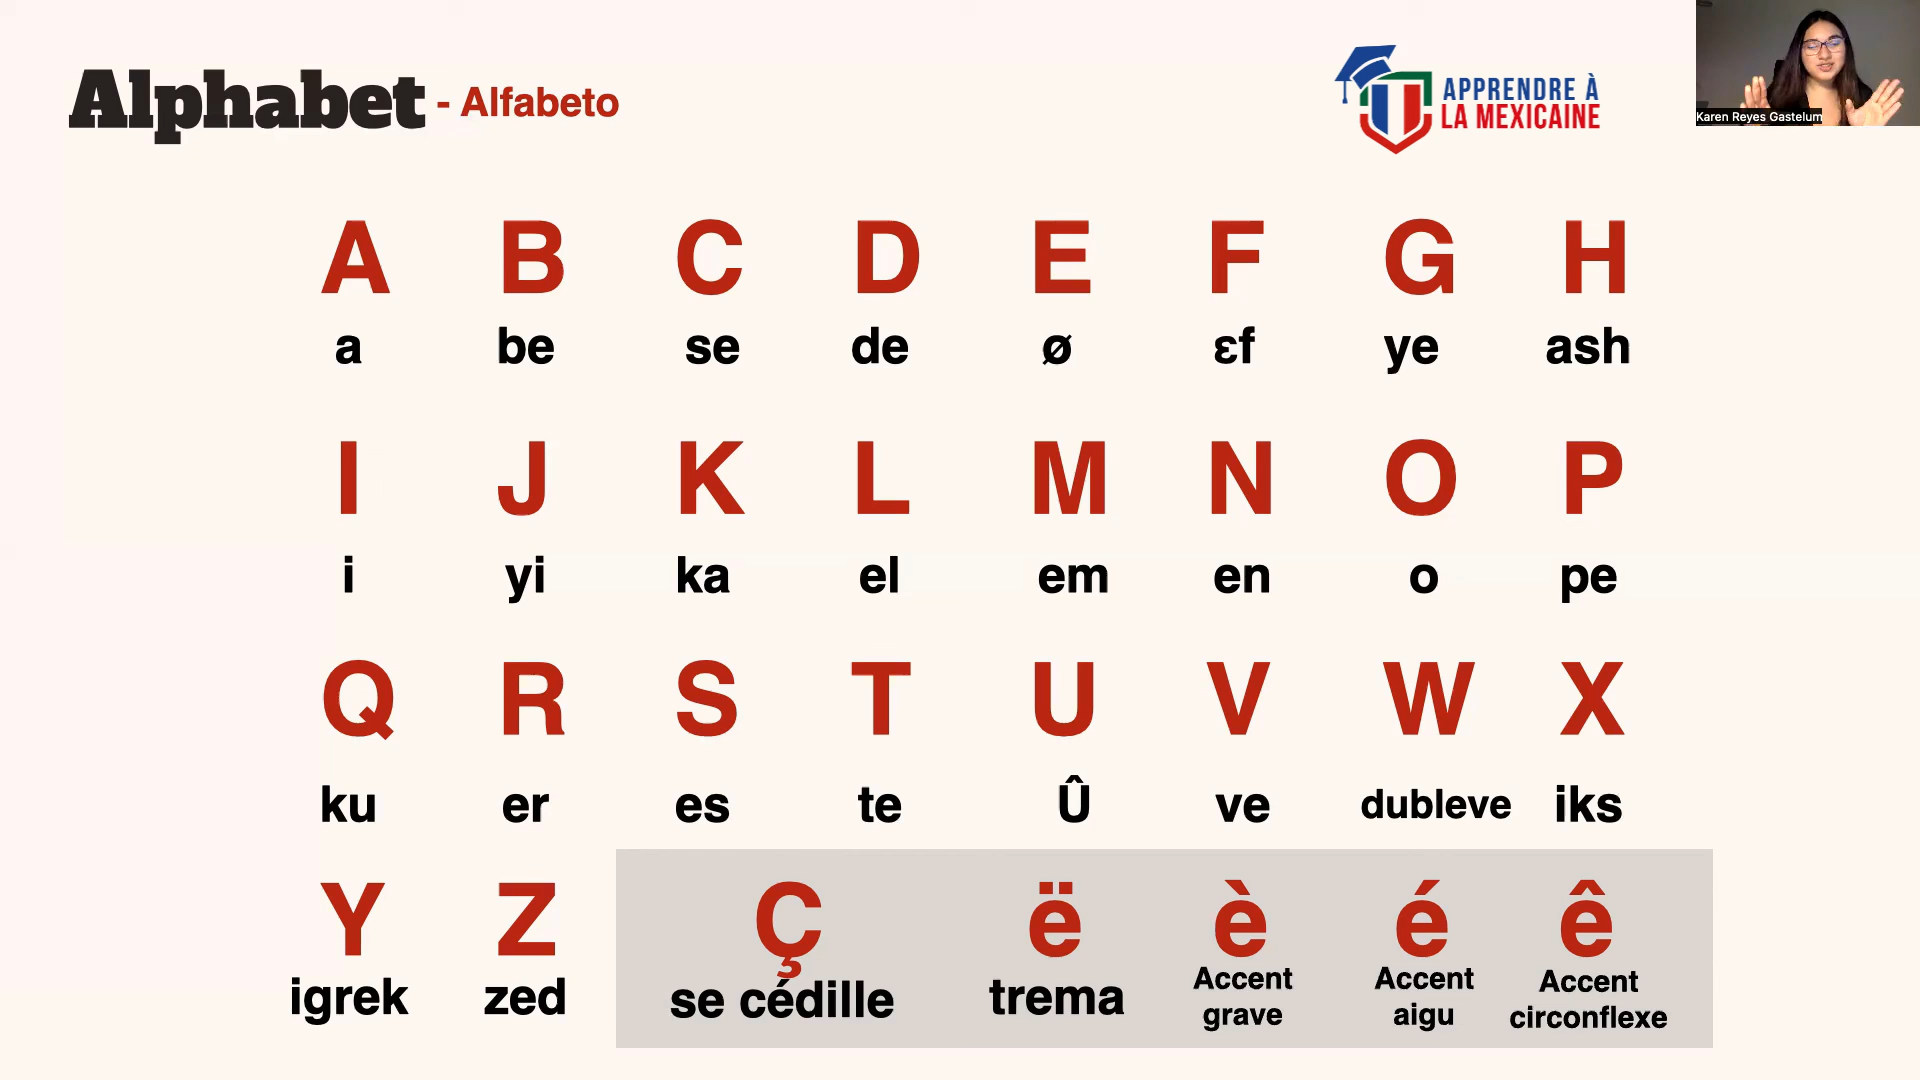 Alphabet - Alfabeto
APPRENDRE À
LA MEXICAINE
Karen Reyes Gastelum
A B C D E F G H
a be se de ø ɛf ye ash
I J K L M N O P
i yi ka el em en o pe
Q R S T U V W X
ku er es te Û ve dubleve iks
Y Z Ç ë è é ê
igrek zed se cédille trema Accent grave Accent aigu Accent circonflexe